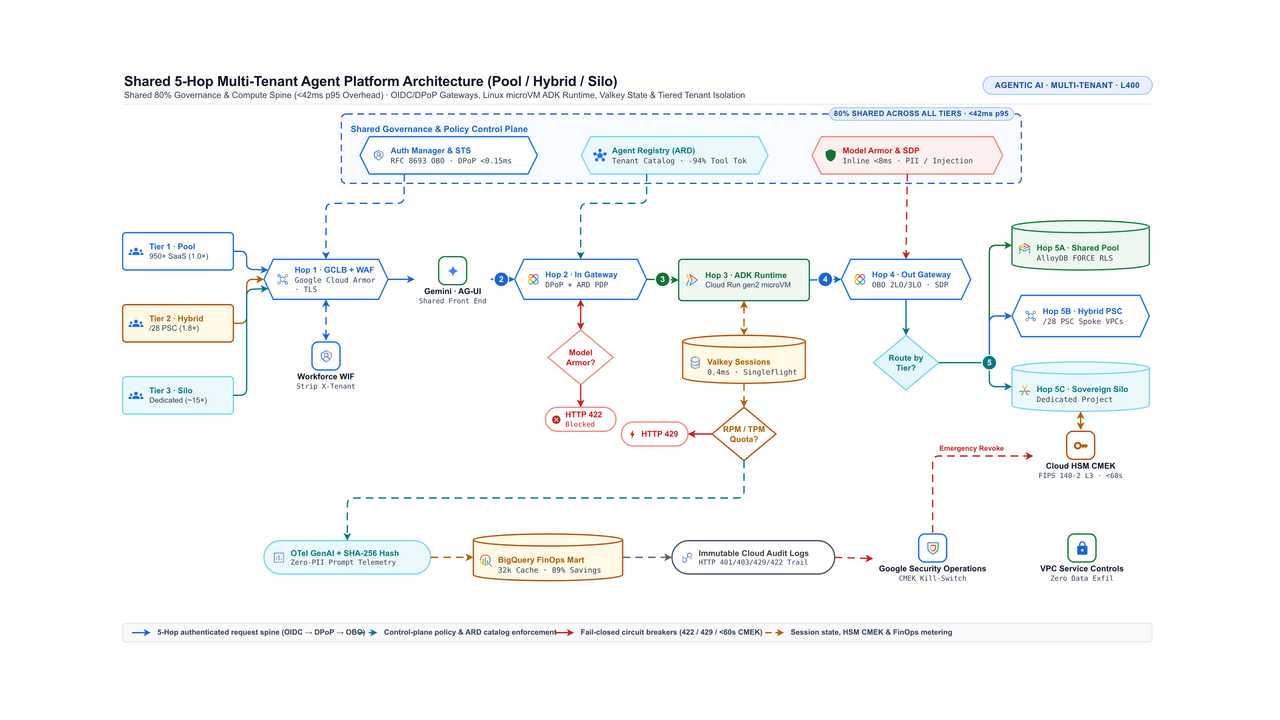 Shared 5-Hop Multi-Tenant Agent Platform Architecture (Pool / Hybrid / Silo)
Shared 80% Governance & Compute Spine (<42ms p95 Overhead) · OIDC/DPoP Gateways, Linux microVM ADK Runtime, Valkey State & Tiered Tenant Isolation
AGENTIC AI · MULTI-TENANT · L400
80% SHARED ACROSS ALL TIERS · <42ms p95
Shared Governance & Policy Control Plane
Auth Manager & STS
RFC 8693 OBO · DPoP <0.15ms
Agent Registry (ARD)
Tenant Catalog · -94% Tool Tok
Model Armor & SDP
Inline <8ms · PII / Injection
Tier 1 · Pool
950+ SaaS (1.0×)
Tier 2 · Hybrid
/28 PSC (1.8×)
Tier 3 · Silo
Dedicated (~15×)
Hop 1 · GCLB + WAF
Google Cloud Armor
· TLS
Workforce WIF
Strip X-Tenant
Gemini · AG-UI
Shared Front End
2
Hop 2 · In Gateway
DPoP + ARD PDP
Model
Armor?
HTTP 422
Blocked
3
Hop 3 · ADK Runtime
Cloud Run gen2 microVM
Valkey Sessions
0.4ms · Singleflight
RPM / TPM
Quota?
HTTP 429
4
Hop 4 · Out Gateway
OBO 2LO/3LO · SDP
Route by
Tier?
5
Hop 5A · Shared Pool
AlloyDB FORCE RLS
Hop 5B · Hybrid PSC
/28 PSC Spoke VPCs
Hop 5C · Sovereign Silo
Dedicated Project
Cloud HSM CMEK
FIPS 140-2 L3 · <60s
Emergency Revoke
OTel GenAI + SHA-256 Hash
Zero-PII Prompt Telemetry
BigQuery FinOps Mart
32k Cache · 89% Savings
Immutable Cloud Audit Logs
HTTP 401/403/429/422 Trail
Google Security Operations
CMEK Kill-Switch
VPC Service Controls
Zero Data Exfil
5-Hop authenticated request spine (OIDC → DPoP → OBO)
Control-plane policy & ARD catalog enforcement
Fail-closed circuit breakers (422 / 429 / <60s CMEK)
Session state, HSM CMEK & FinOps metering